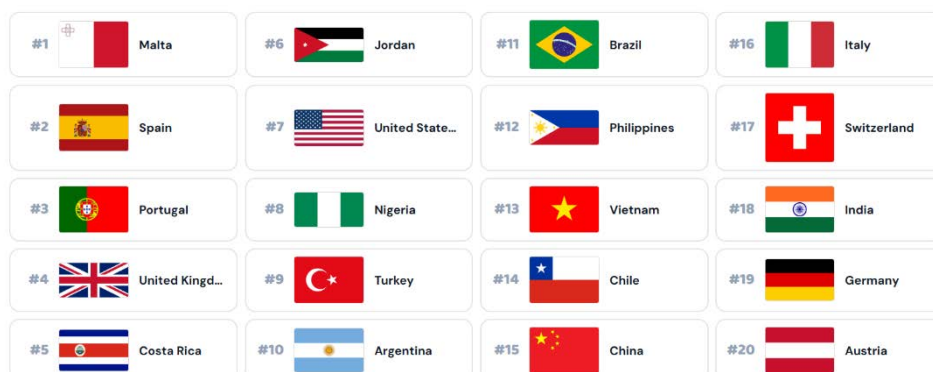 #1 Malta
#2 Spain
#3 Portugal
#4 United Kingd...
#5 Costa Rica
#6 Jordan
#7 United State...
#8 Nigeria
#9 Turkey
#10 Argentina
#11 Brazil
#12 Philippines
#13 Vietnam
#14 Chile
#15 China
#16 Italy
#17 Switzerland
#18 India
#19 Germany
#20 Austria